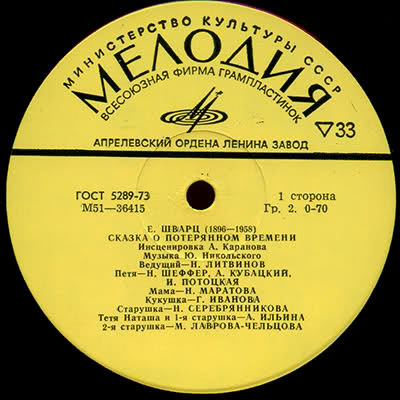 МИНИСТЕРСТВО КУЛЬТУРЫ СССР
МЕЛОДИЯ
ВСЕСОЮЗНАЯ ФИРМА ГРАМПЛАСТИНОК
▽33
АПРЕЛЕВСКИЙ ОРДЕНА ЛЕНИНА ЗАВОД
ГОСТ 5289-73
М51—36415
1 сторона
Гр. 2. 0-70
Е. ШВАРЦ (1896—1958)
СКАЗКА О ПОТЕРЯННОМ ВРЕМЕНИ
Инсценировка А. Каранова
Музыка Ю. Никольского
Ведущий—Н. ЛИТВИНОВ
Петя—Н. ШЕФФЕР, А. КУБАЦКИЙ,
И. ПОТОЦКАЯ
Мама—Н. МАРАТОВА
Кукушка—Г. ИВАНОВА
Старушка—Н. СЕРЕБРЯННИКОВА
Тетя Наташа и 1-я старушка—А. ИЛЬИНА
2-я старушка—М. ЛАВРОВА-ЧЕЛЬЦОВА